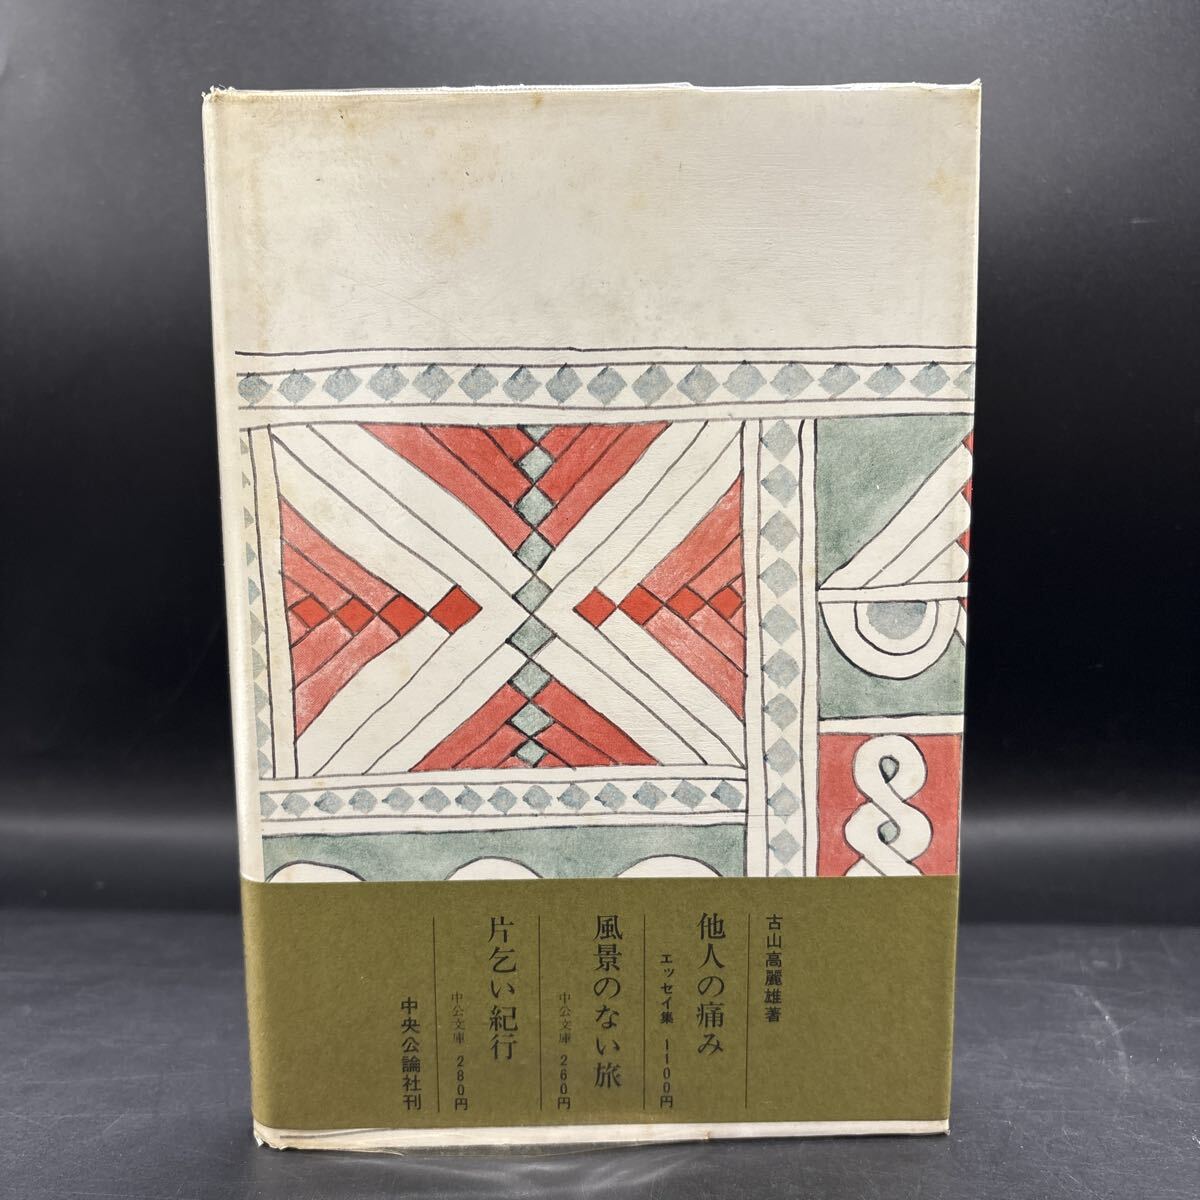 古山高麗雄著
他人の痛み
エッセイ集 1100円
風景のない旅
中公文庫 260円
片乞い紀行
中公文庫 280円
中央公論社刊